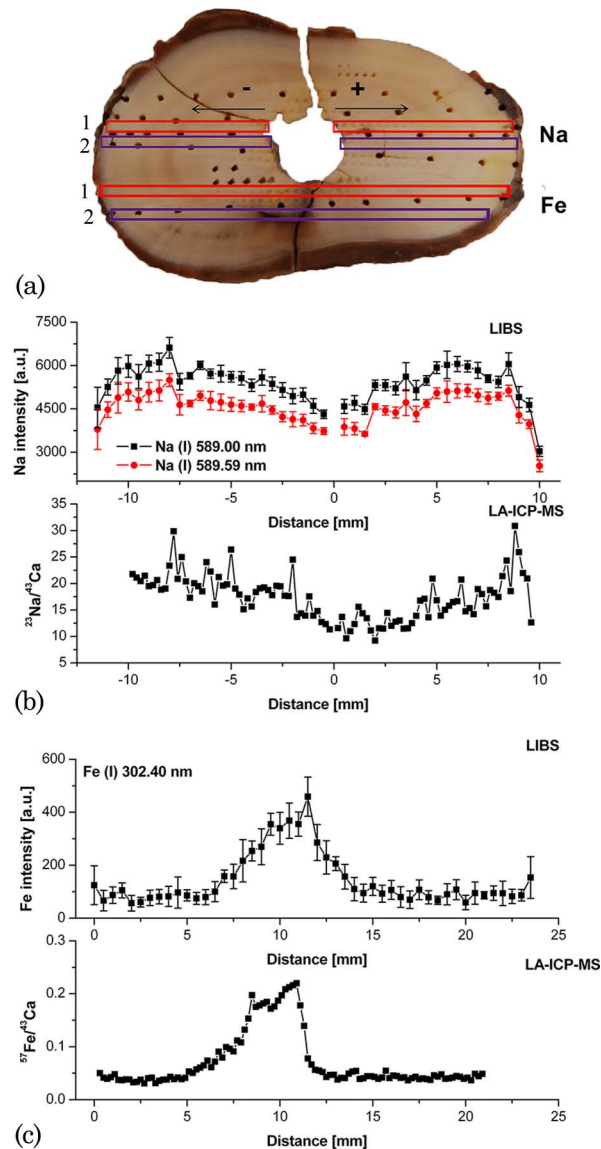 - +
1
2
Na
1
2
Fe
(a)
7500
6000
4500
3000
Na intensity [a.u.]
LIBS
Na (I) 589.00 nm
Na (I) 589.59 nm
-10 -5 0 5 10
Distance [mm]
LA-ICP-MS
35
30
25
20
15
10
5
²³Na/⁴³Ca
-10 -5 0 5 10
Distance [mm]
(b)
LIBS
600
400
200
0
Fe intensity [a.u.]
Fe (I) 302.40 nm
0 5 10 15 20 25
Distance [mm]
LA-ICP-MS
0.3
0.2
0.1
0.0
⁵⁷Fe/⁴³Ca
0 5 10 15 20 25
Distance [mm]
(c)